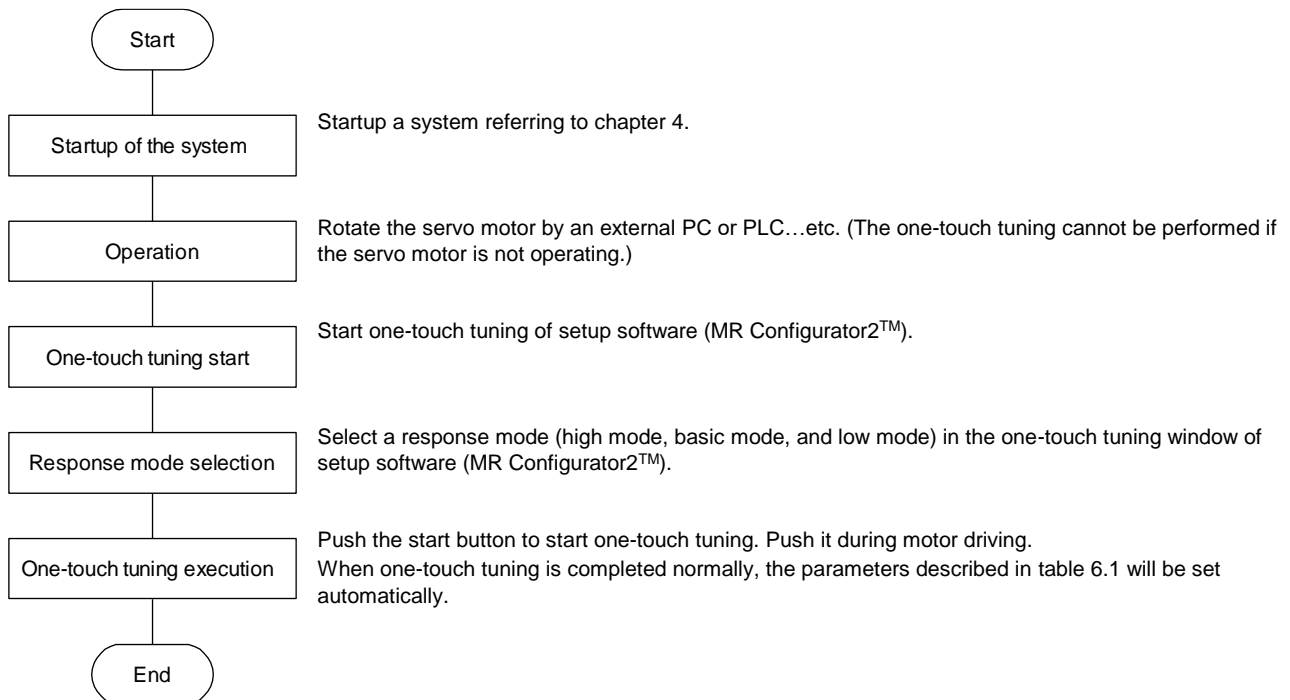 Start
Startup of the system
Startup a system referring to chapter 4.
Operation
Rotate the servo motor by an external PC or PLC…etc. (The one-touch tuning cannot be performed if
the servo motor is not operating.)
One-touch tuning start
Start one-touch tuning of setup software (MR Configurator2TM).
Response mode selection
Select a response mode (high mode, basic mode, and low mode) in the one-touch tuning window of
setup software (MR Configurator2TM).
One-touch tuning execution
Push the start button to start one-touch tuning. Push it during motor driving.
When one-touch tuning is completed normally, the parameters described in table 6.1 will be set
automatically.
End